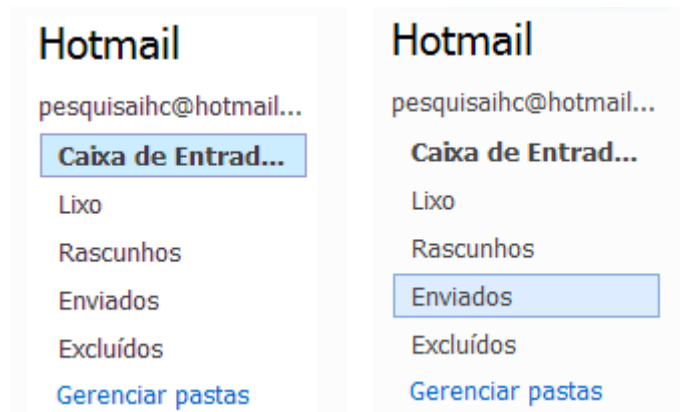 Hotmail
pesquisaihc@hotmail...
Caixa de Entrad...
Lixo
Rascunhos
Enviados
Excluídos
Gerenciar pastas
Hotmail
pesquisaihc@hotmail...
Caixa de Entrad...
Lixo
Rascunhos
Enviados
Excluídos
Gerenciar pastas